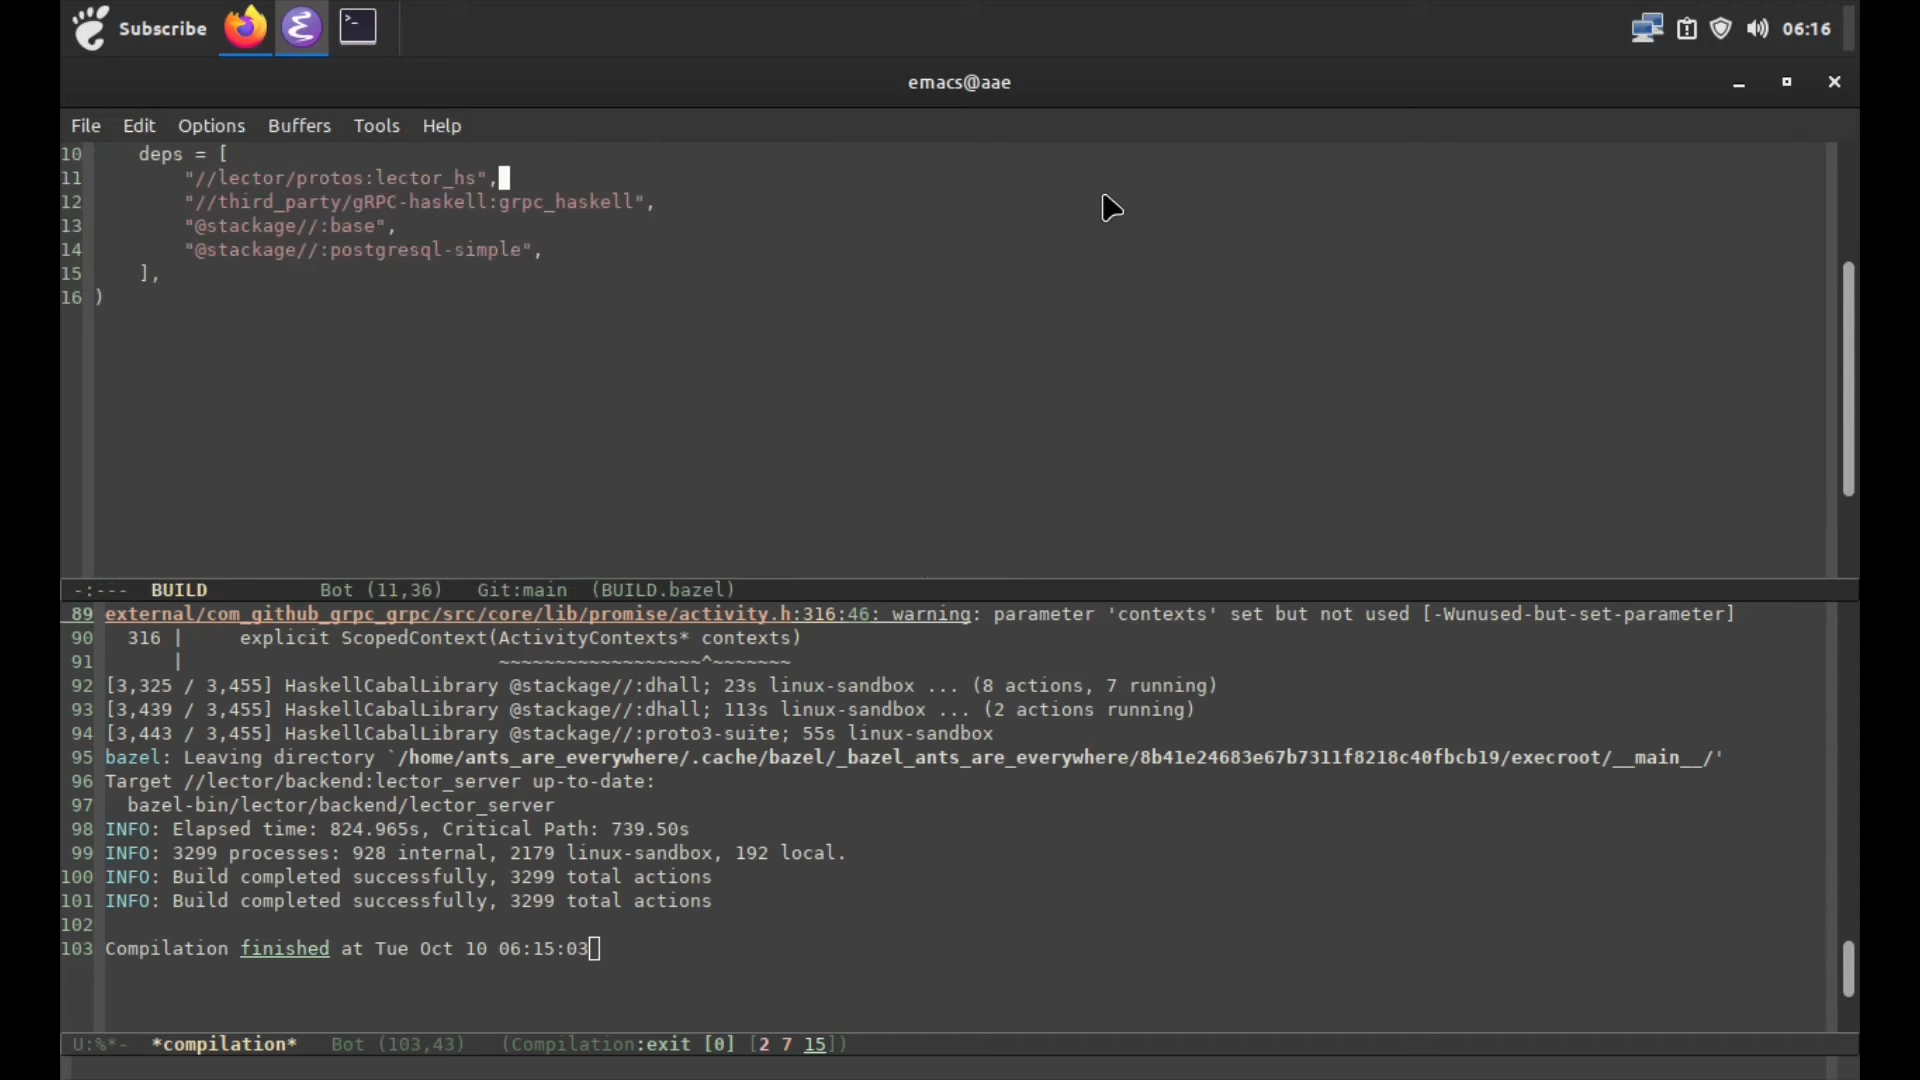 Subscribe 06:16
emacs@aae
File Edit Options Buffers Tools Help
10 deps = [
11 "//lector/protos:lector_hs",
12 "//third_party/gRPC-haskell:grpc_haskell",
13 "@stackage//:base",
14 "@stackage//:postgresql-simple",
15 ],
16 )
-:--- BUILD Bot (11,36) Git:main (BUILD.bazel)
89 external/com_github_grpc_grpc/src/core/lib/promise/activity.h:316:46: warning: parameter 'contexts' set but not used [-Wunused-but-set-parameter]
90 316 | explicit ScopedContext(ActivityContexts* contexts)
91 | ~~~~~~~~~~~~~~~~~~^~~~~~~~
92 [3,325 / 3,455] HaskellCabalLibrary @stackage//:dhall; 23s linux-sandbox ... (8 actions, 7 running)
93 [3,439 / 3,455] HaskellCabalLibrary @stackage//:dhall; 113s linux-sandbox ... (2 actions running)
94 [3,443 / 3,455] HaskellCabalLibrary @stackage//:proto3-suite; 55s linux-sandbox
95 bazel: Leaving directory `/home/ants_are_everywhere/.cache/bazel/_bazel_ants_are_everywhere/8b41e24683e67b7311f8218c40fbcb19/execroot/__main__/'
96 Target //lector/backend:lector_server up-to-date:
97 bazel-bin/lector/backend/lector_server
98 INFO: Elapsed time: 824.965s, Critical Path: 739.50s
99 INFO: 3299 processes: 928 internal, 2179 linux-sandbox, 192 local.
100 INFO: Build completed successfully, 3299 total actions
101 INFO: Build completed successfully, 3299 total actions
102
103 Compilation finished at Tue Oct 10 06:15:03
U:%*- *compilation* Bot (103,43) (Compilation:exit [0] [2 7 15])